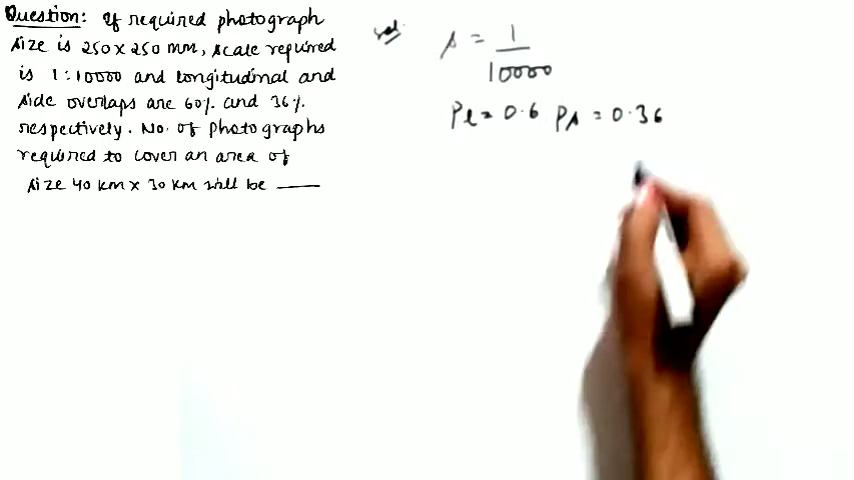 Question: If required photograph
size is 250 x 250 mm, scale required
is 1:10000 and longitudinal and
side overlaps are 60% and 36%
respectively. No. of photographs
required to cover an area of
size 40 km x 30 km will be ___
Sol.
s = 1/10000
Pl = 0.6 Ps = 0.36